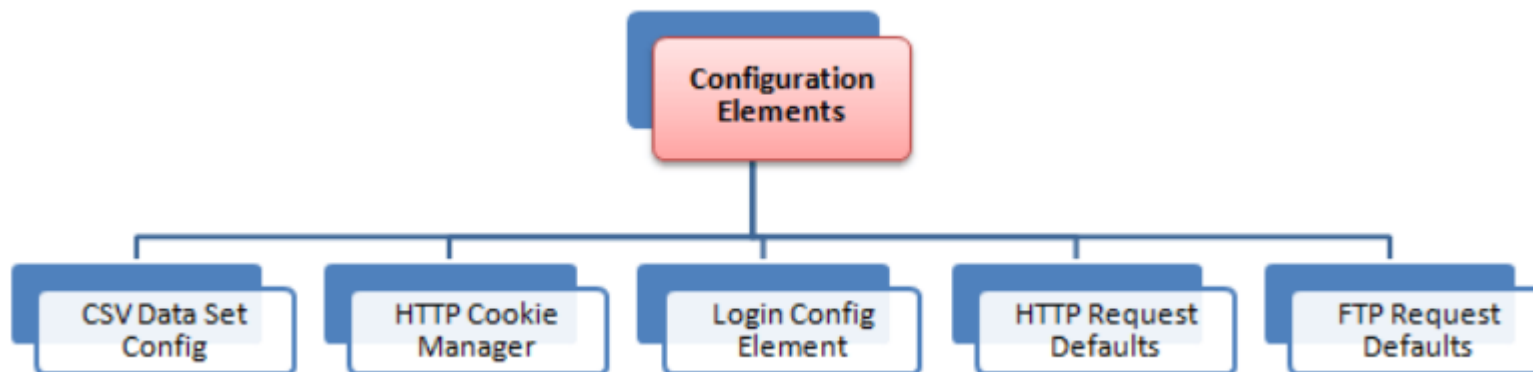 Configuration
Elements
CSV Data Set
Config
HTTP Cookie
Manager
Login Config
Element
HTTP Request
Defaults
FTP Request
Defaults